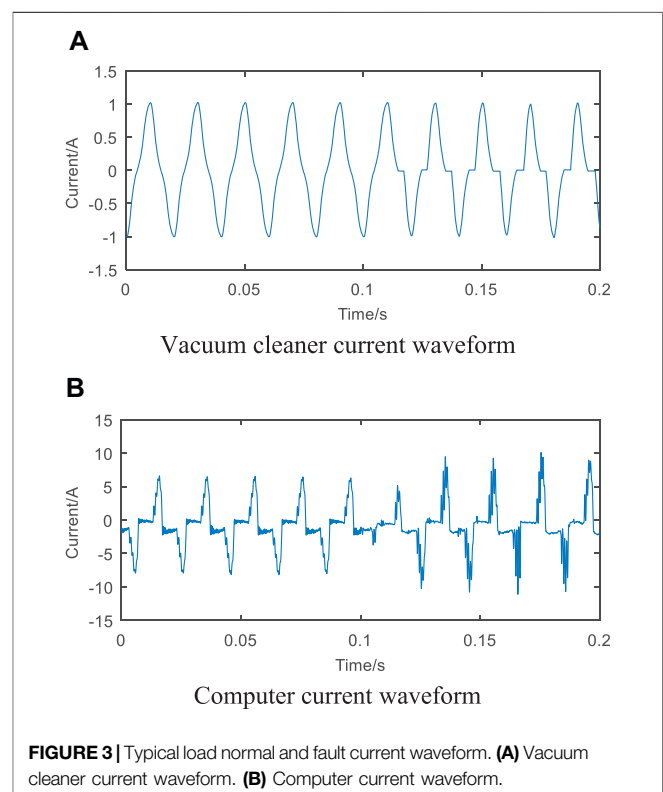 A
1.5
1
0.5
0
-0.5
-1
-1.5
Current/A
0 0.05 0.1 0.15 0.2
Time/s
Vacuum cleaner current waveform
B
15
10
5
0
-5
-10
-15
Current/A
0 0.05 0.1 0.15 0.2
Time/s
Computer current waveform
FIGURE 3 | Typical load normal and fault current waveform. (A) Vacuum
cleaner current waveform. (B) Computer current waveform.